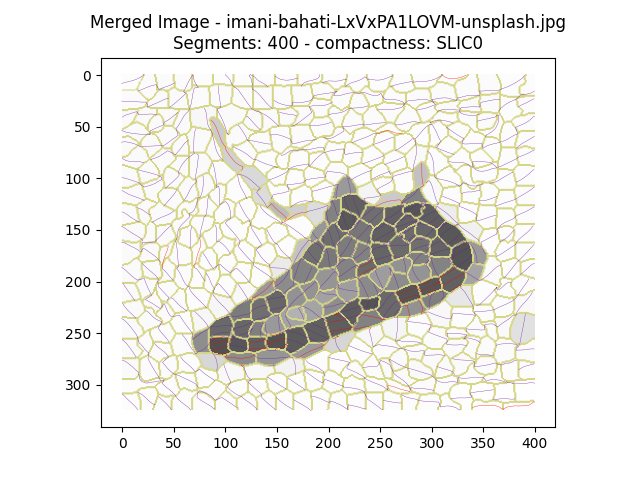 Merged Image - imani-bahati-LxVxPA1LOVM-unsplash.jpg
Segments: 400 - compactness: SLIC0
0
50
100
150
200
250
300
0 50 100 150 200 250 300 350 400